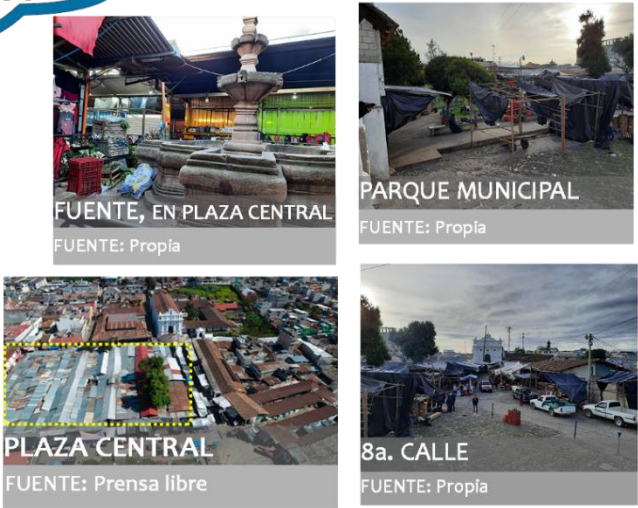 FUENTE, EN PLAZA CENTRAL
FUENTE: Propia
PARQUE MUNICIPAL
FUENTE: Propia
PLAZA CENTRAL
FUENTE: Prensa libre
8a. CALLE
FUENTE: Propia